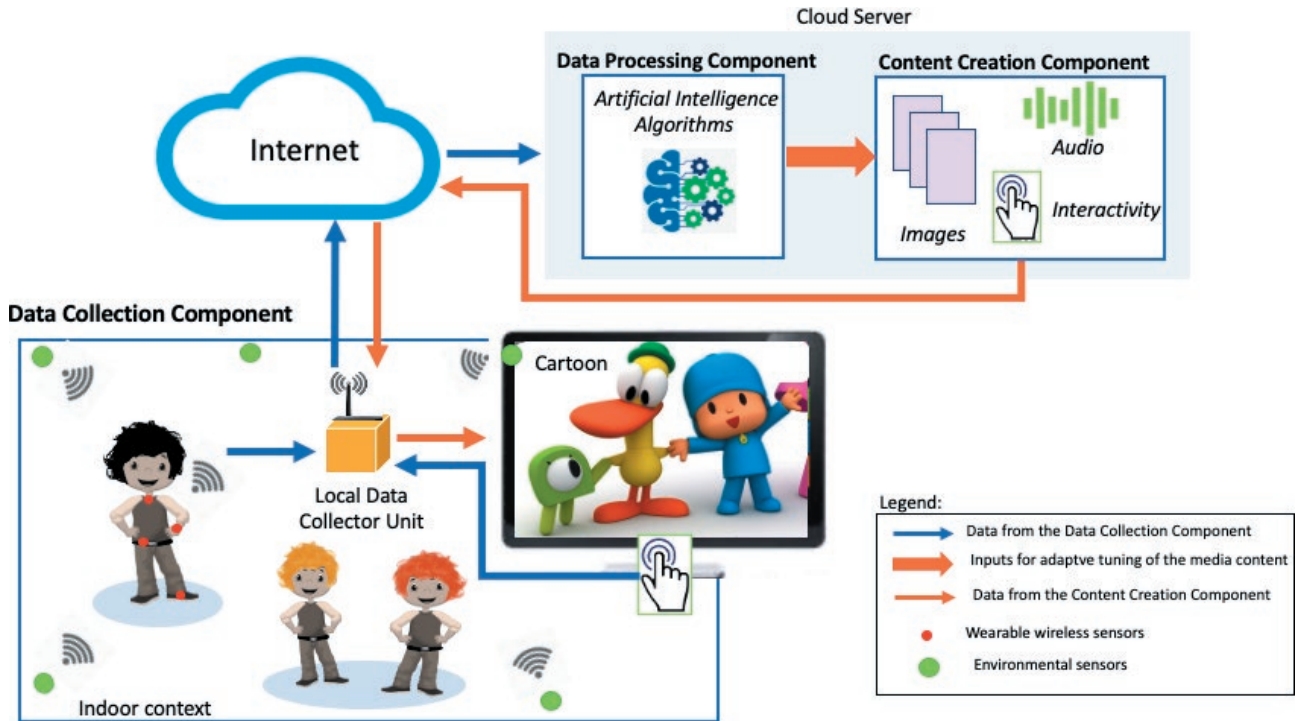 Cloud Server
Data Processing Component
Artificial Intelligence
Algorithms
Content Creation Component
Audio
Interactivity
Images
Internet
Data Collection Component
Cartoon
Local Data
Collector Unit
Indoor context
Legend:
Data from the Data Collection Component
Inputs for adaptve tuning of the media content
Data from the Content Creation Component
Wearable wireless sensors
Environmental sensors